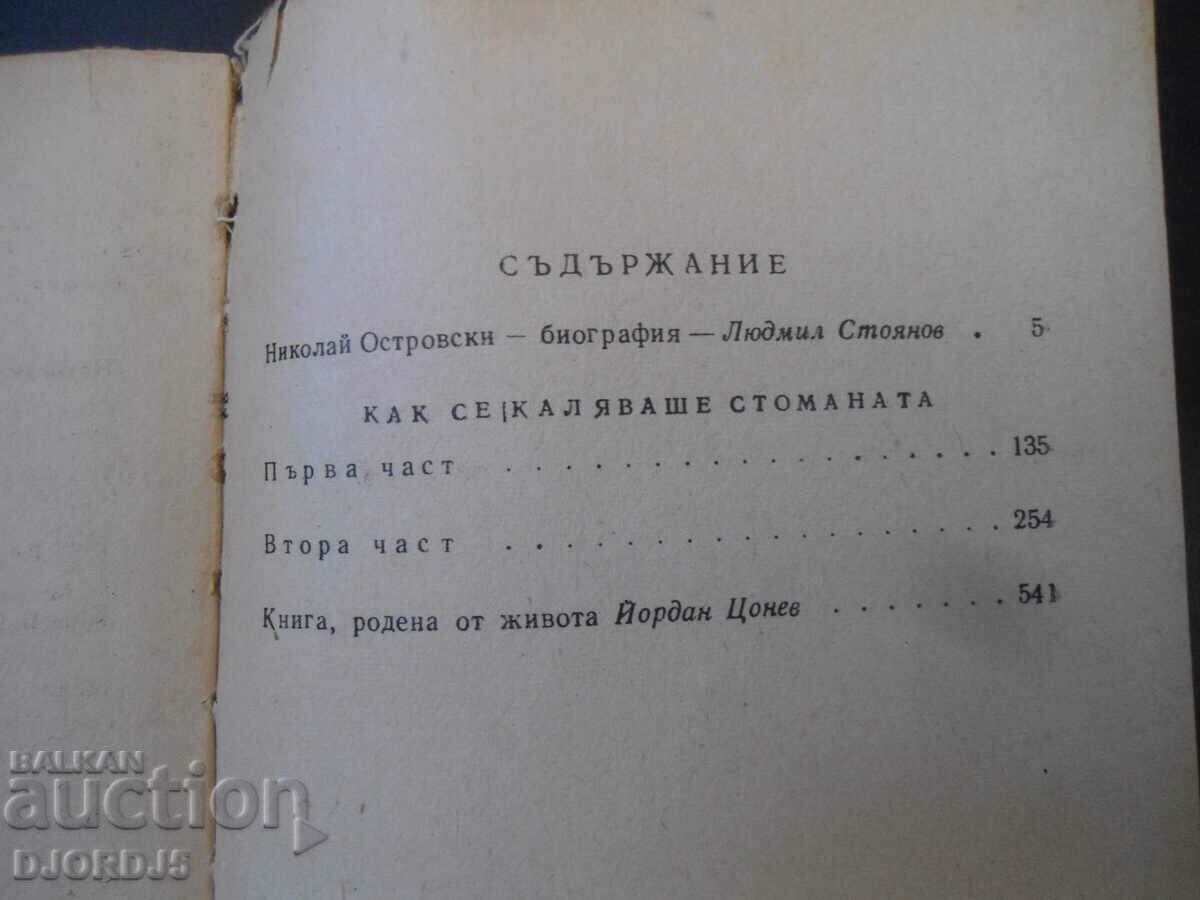 СЪДЪРЖАНИЕ
Николай Островски — биография — Людмил Стоянов . 5
КАК СЕ КАЛЯВАШЕ СТОМАНАТА
Първа част . . . . . . . . . . . . . . . . . 135
Втора част . . . . . . . . . . . . . . . . . 254
Книга, родена от живота Йордан Цонев . . . . . . . 541
BALKAN
auction
DJORDJ5